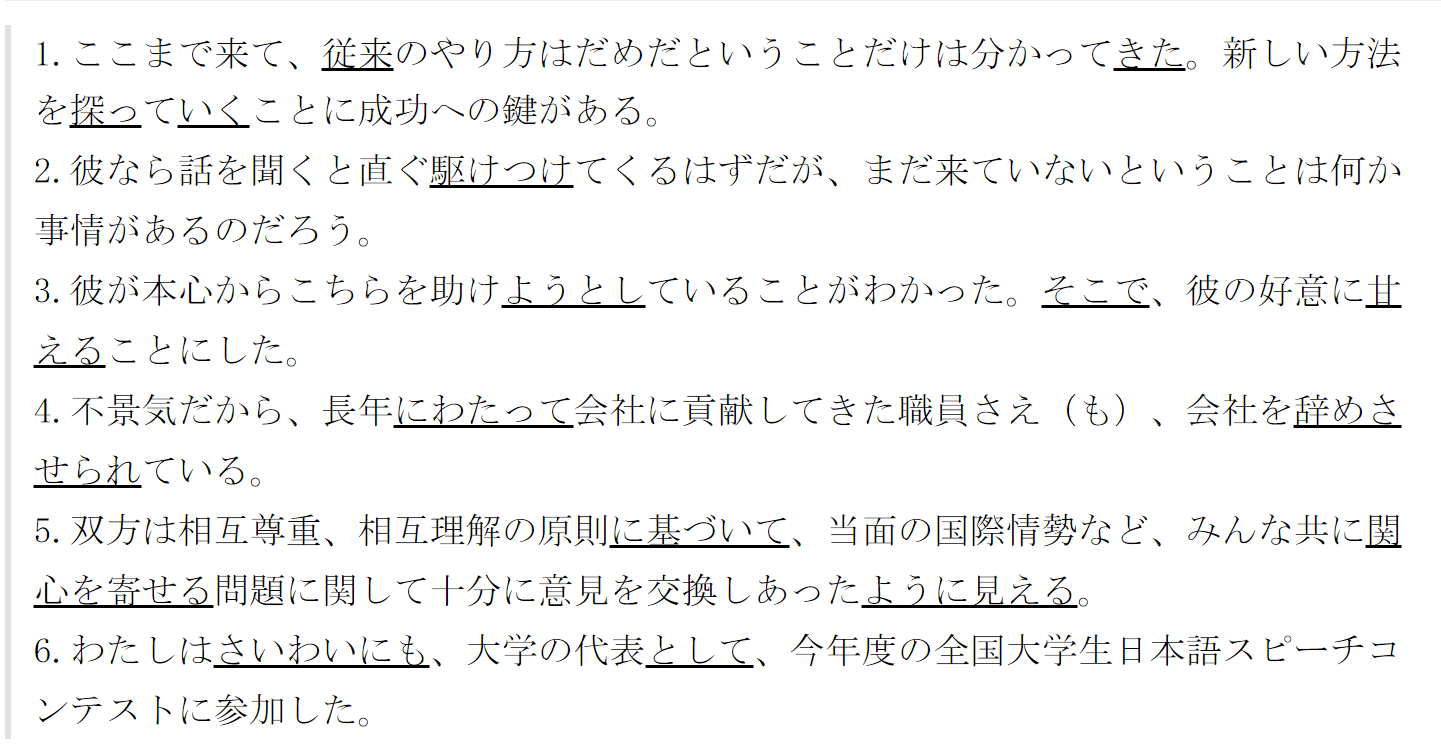 1. ここまで来て、従来のやり方はだめだということだけは分かってきた。新しい方法
を探っていくことに成功への鍵がある。
2. 彼なら話を聞くと直ぐ駆けつけてくるはずだが、まだ来ていないということは何か
事情があるのだろう。
3. 彼が本心からこちらを助けようとしていることがわかった。そこで、彼の好意に甘
えることにした。
4. 不景気だから、長年にわたって会社に貢献してきた職員さえ（も）、会社を辞めさ
せられている。
5. 双方は相互尊重、相互理解の原則に基づいて、当面の国際情勢など、みんな共に関
心を寄せる問題に関して十分に意見を交換しあったように見える。
6. わたしはさいわいにも、大学の代表として、今年度の全国大学生日本語スピーチコ
ンテストに参加した。